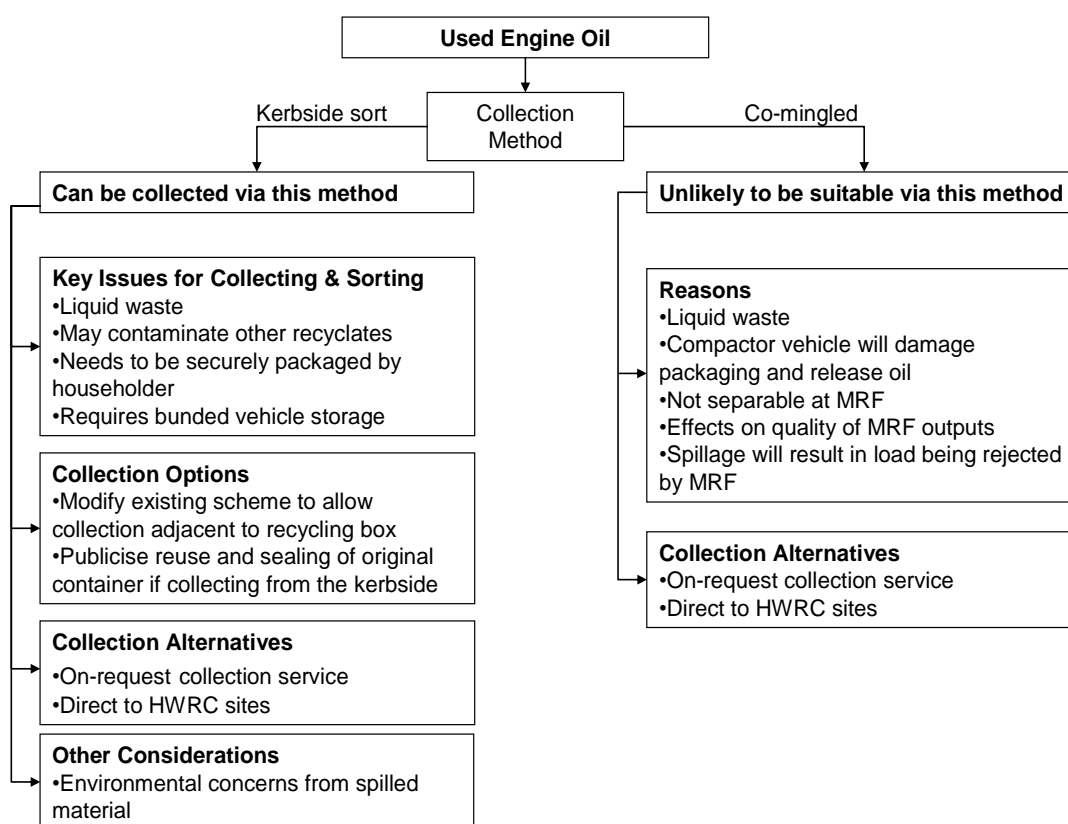 Used Engine Oil
Collection
Method
Kerbside sort
Co-mingled
Can be collected via this method
Key Issues for Collecting & Sorting
•Liquid waste
•May contaminate other recyclates
•Needs to be securely packaged by
householder
•Requires bunded vehicle storage
Collection Options
•Modify existing scheme to allow
collection adjacent to recycling box
•Publicise reuse and sealing of original
container if collecting from the kerbside
Collection Alternatives
•On-request collection service
•Direct to HWRC sites
Other Considerations
•Environmental concerns from spilled
material
Unlikely to be suitable via this method
Reasons
•Liquid waste
•Compactor vehicle will damage
packaging and release oil
•Not separable at MRF
•Effects on quality of MRF outputs
•Spillage will result in load being rejected
by MRF
Collection Alternatives
•On-request collection service
•Direct to HWRC sites